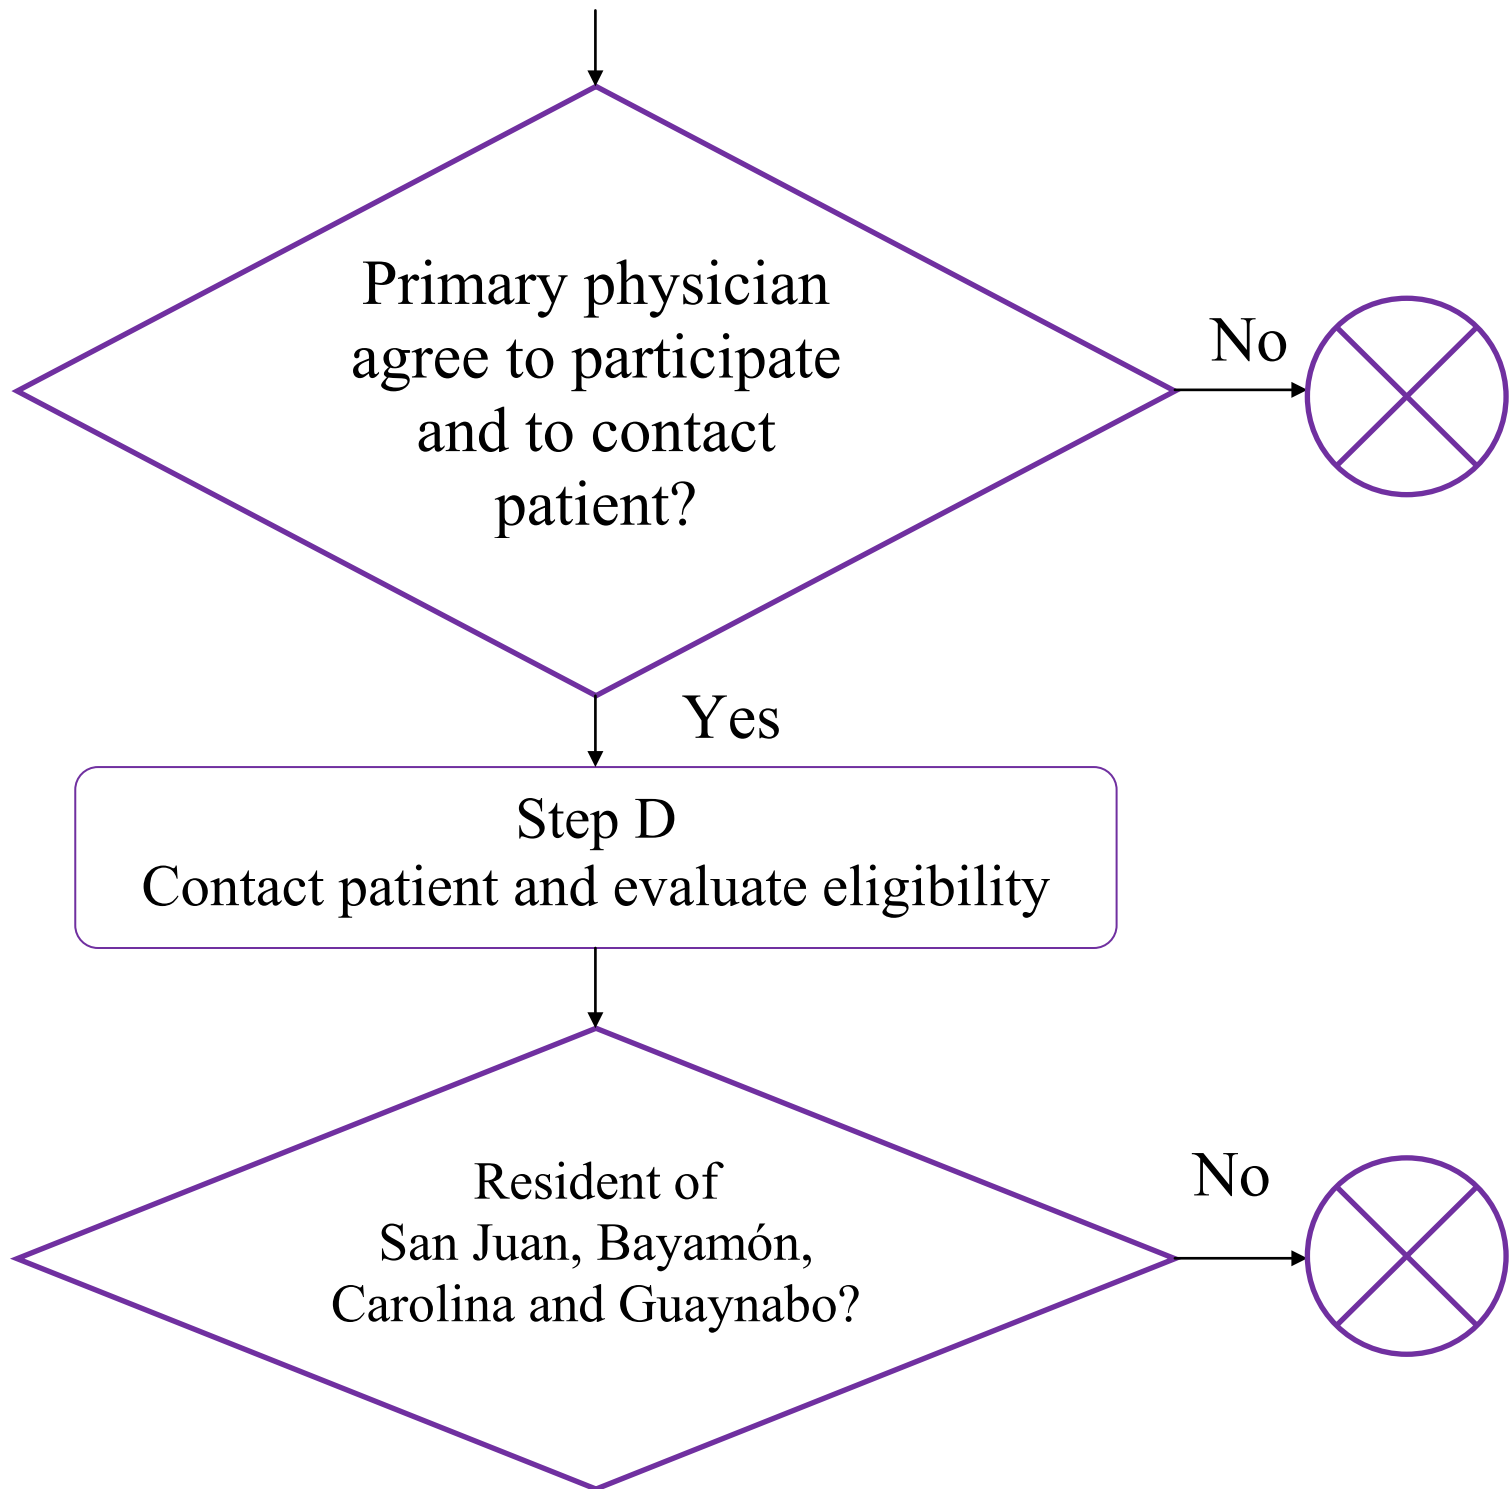 Primary physician
agree to participate
and to contact
patient?
No
Yes
Step D
Contact patient and evaluate eligibility
Resident of
San Juan, Bayamón,
Carolina and Guaynabo?
No